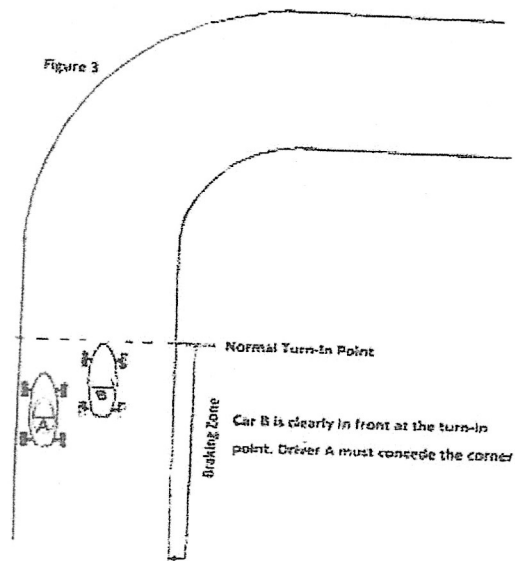 Figure 3
Normal Turn-In Point
Braking Zone
Car B is clearly in front at the turn-in
point. Driver A must concede the corner
A
B